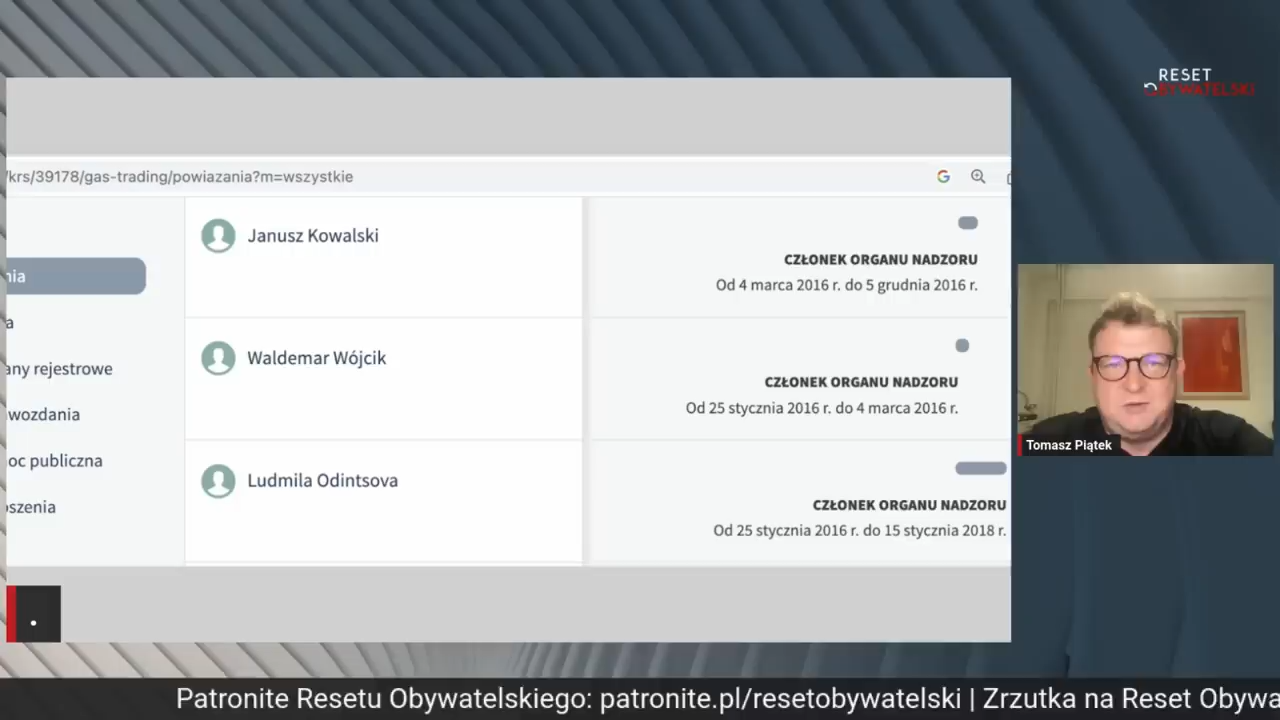 RESET
OBYWATELSKI
/krs/39178/gas-trading/powiazania?m=wszystkie
Janusz Kowalski
CZŁONEK ORGANU NADZORU
Od 4 marca 2016 r. do 5 grudnia 2016 r.
nia
a
any rejestrowe
wozdania
oc publiczna
oszenia
Waldemar Wójcik
CZŁONEK ORGANU NADZORU
Od 25 stycznia 2016 r. do 4 marca 2016 r.
Ludmila Odintsova
CZŁONEK ORGANU NADZORU
Od 25 stycznia 2016 r. do 15 stycznia 2018 r.
Tomasz Piątek
.
Patronite Resetu Obywatelskiego: patronite.pl/resetobywatelski | Zrzutka na Reset Obywa